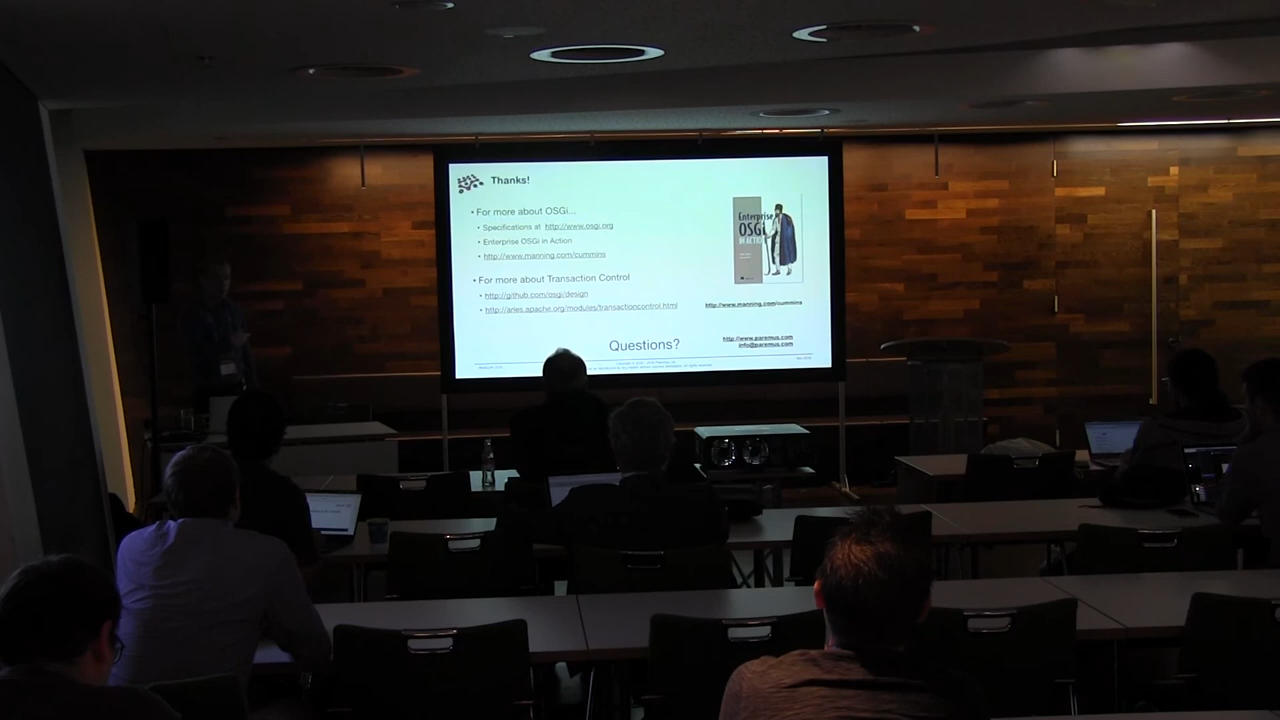 Thanks!
• For more about OSGi...
• Specifications at http://www.osgi.org
• Enterprise OSGi in Action
• http://www.manning.com/cummins
• For more about Transaction Control
• http://github.com/osgi/design
• http://aries.apache.org/modules/transactioncontrol.html
Enterprise
OSGi
IN ACTION
http://www.manning.com/cummins
http://www.paremus.com
info@paremus.com
Questions?